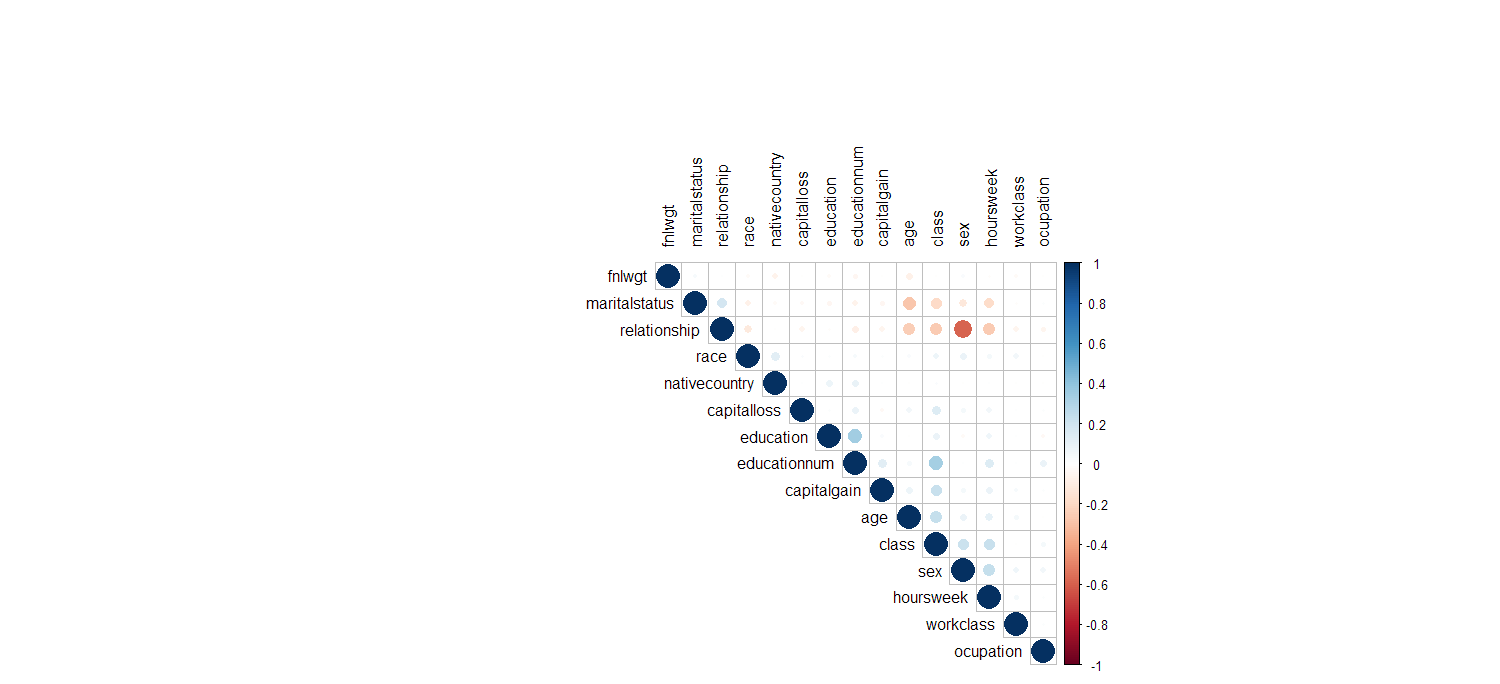 fnlwgt
maritalstatus
relationship
race
nativecountry
capitalloss
education
educationnum
capitalgain
age
class
sex
hoursweek
workclass
ocupation
fnlwgt
maritalstatus
relationship
race
nativecountry
capitalloss
education
educationnum
capitalgain
age
class
sex
hoursweek
workclass
ocupation
1
0.8
0.6
0.4
0.2
0
-0.2
-0.4
-0.6
-0.8
-1